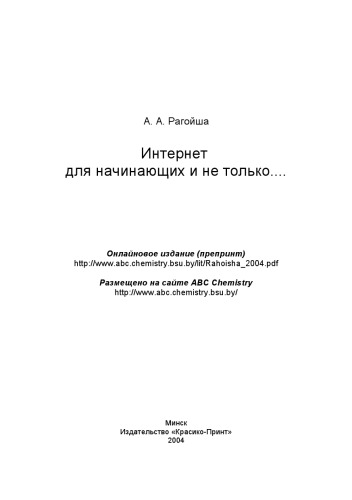 А. А. Рагойша
Интернет
для начинающих и не только....
Онлайновое издание (препринт)
http://www.abc.chemistry.bsu.by/lit/Rahoisha_2004.pdf
Размещено на сайте ABC Chemistry
http://www.abc.chemistry.bsu.by/
Минск
Издательство «Красико-Принт»
2004